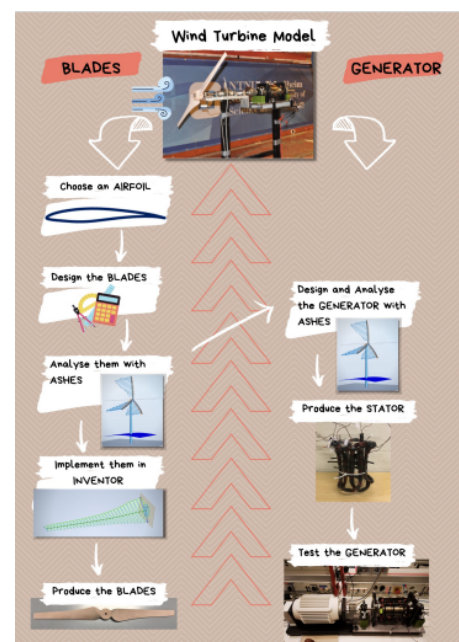 Wind Turbine Model
BLADES
GENERATOR
Choose an AIRFOIL
Design the BLADES
Analyse them with
ASHES
Implement them in
INVENTOR
Produce the BLADES
Design and Analyse
the GENERATOR with
ASHES
Produce the STATOR
Test the GENERATOR